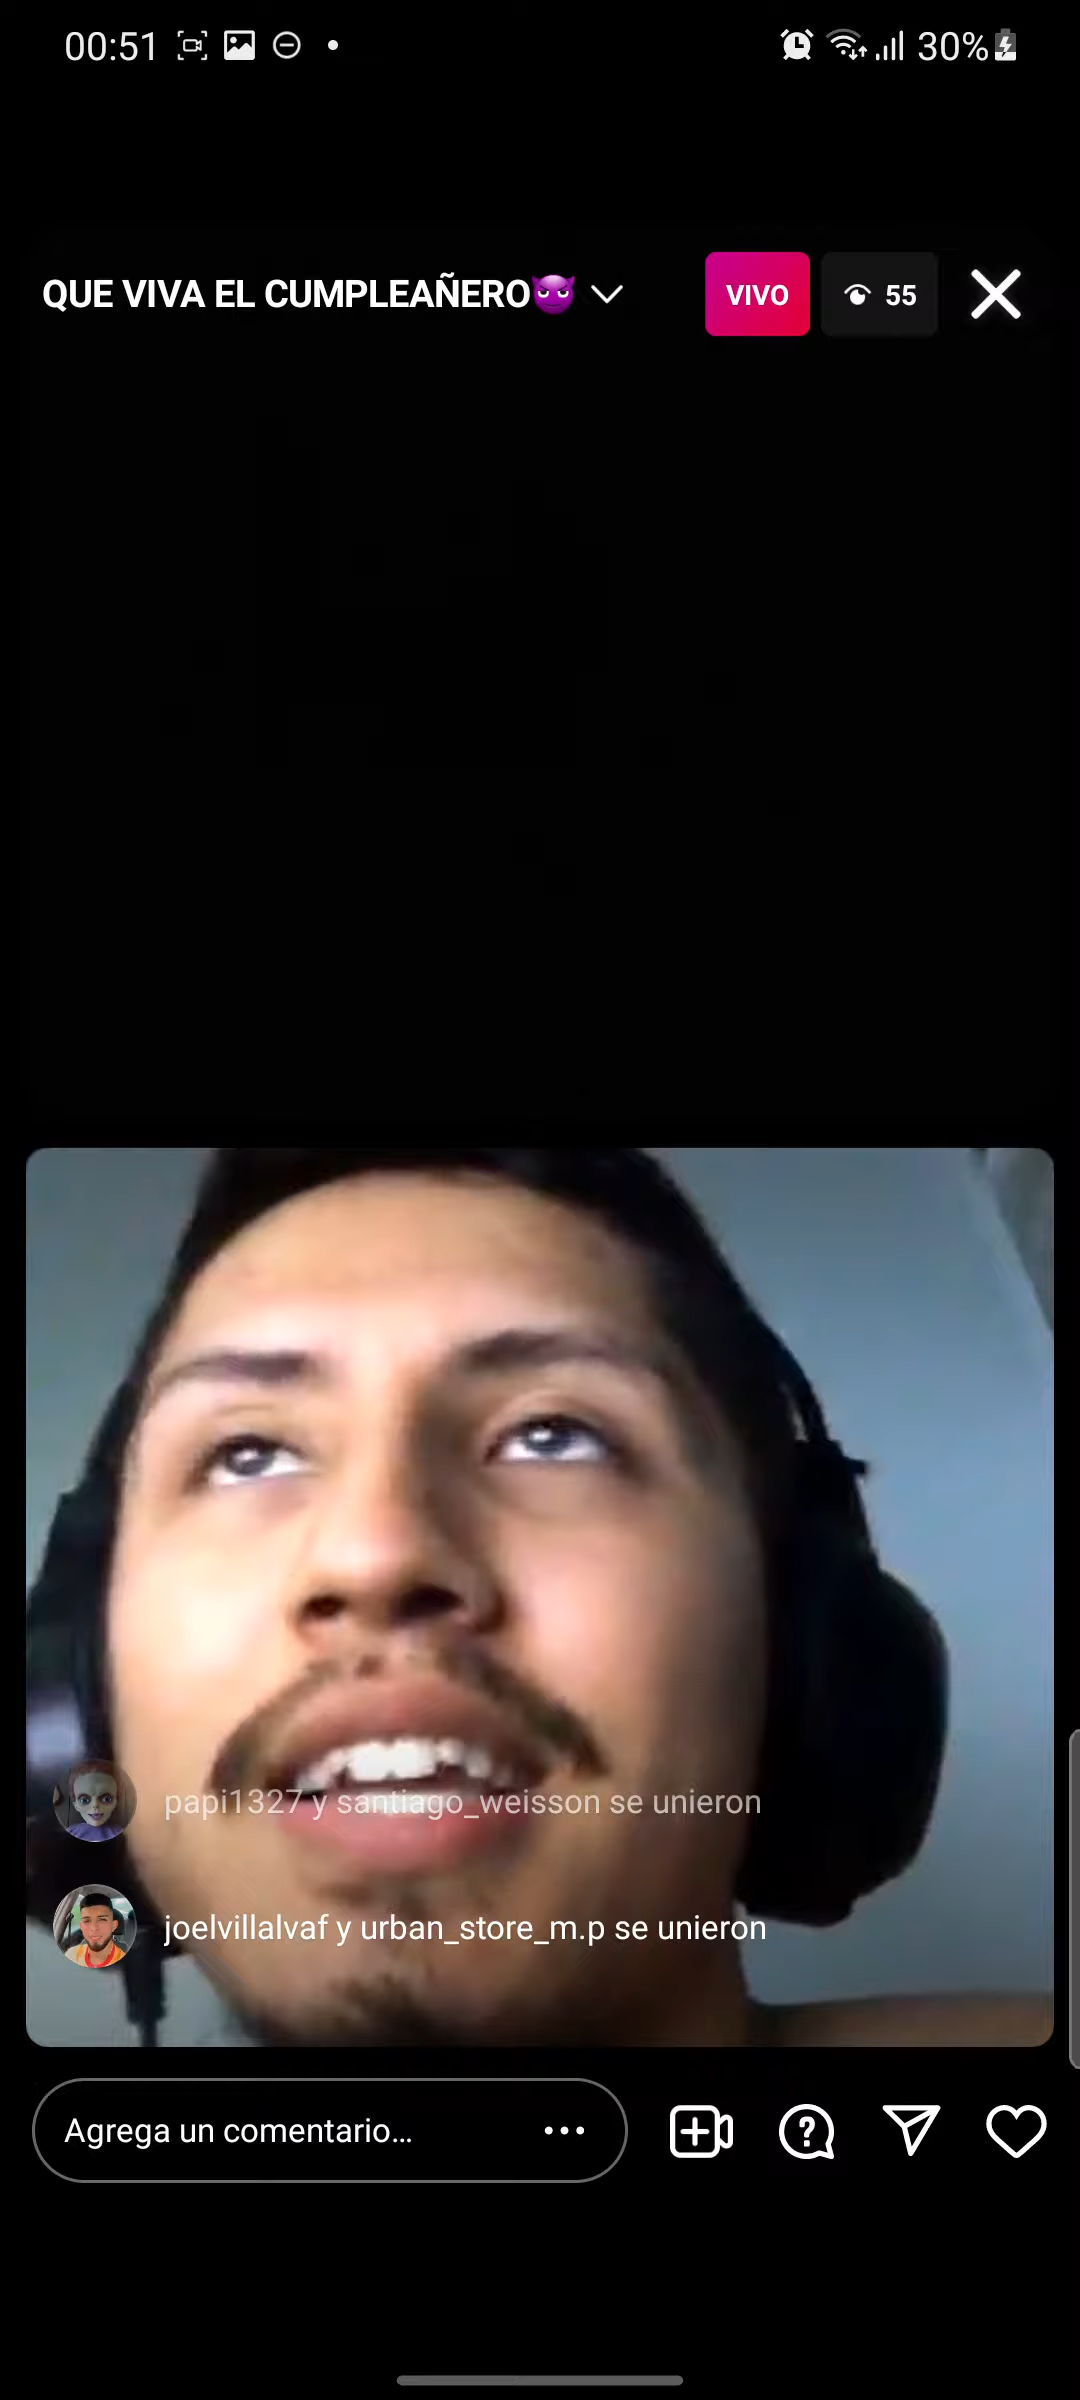 00:51
30%
QUE VIVA EL CUMPLEAÑERO😈
VIVO
55
papi1327 y santiago_weisson se unieron
joelvillalvaf y urban_store_m.p se unieron
Agrega un comentario...